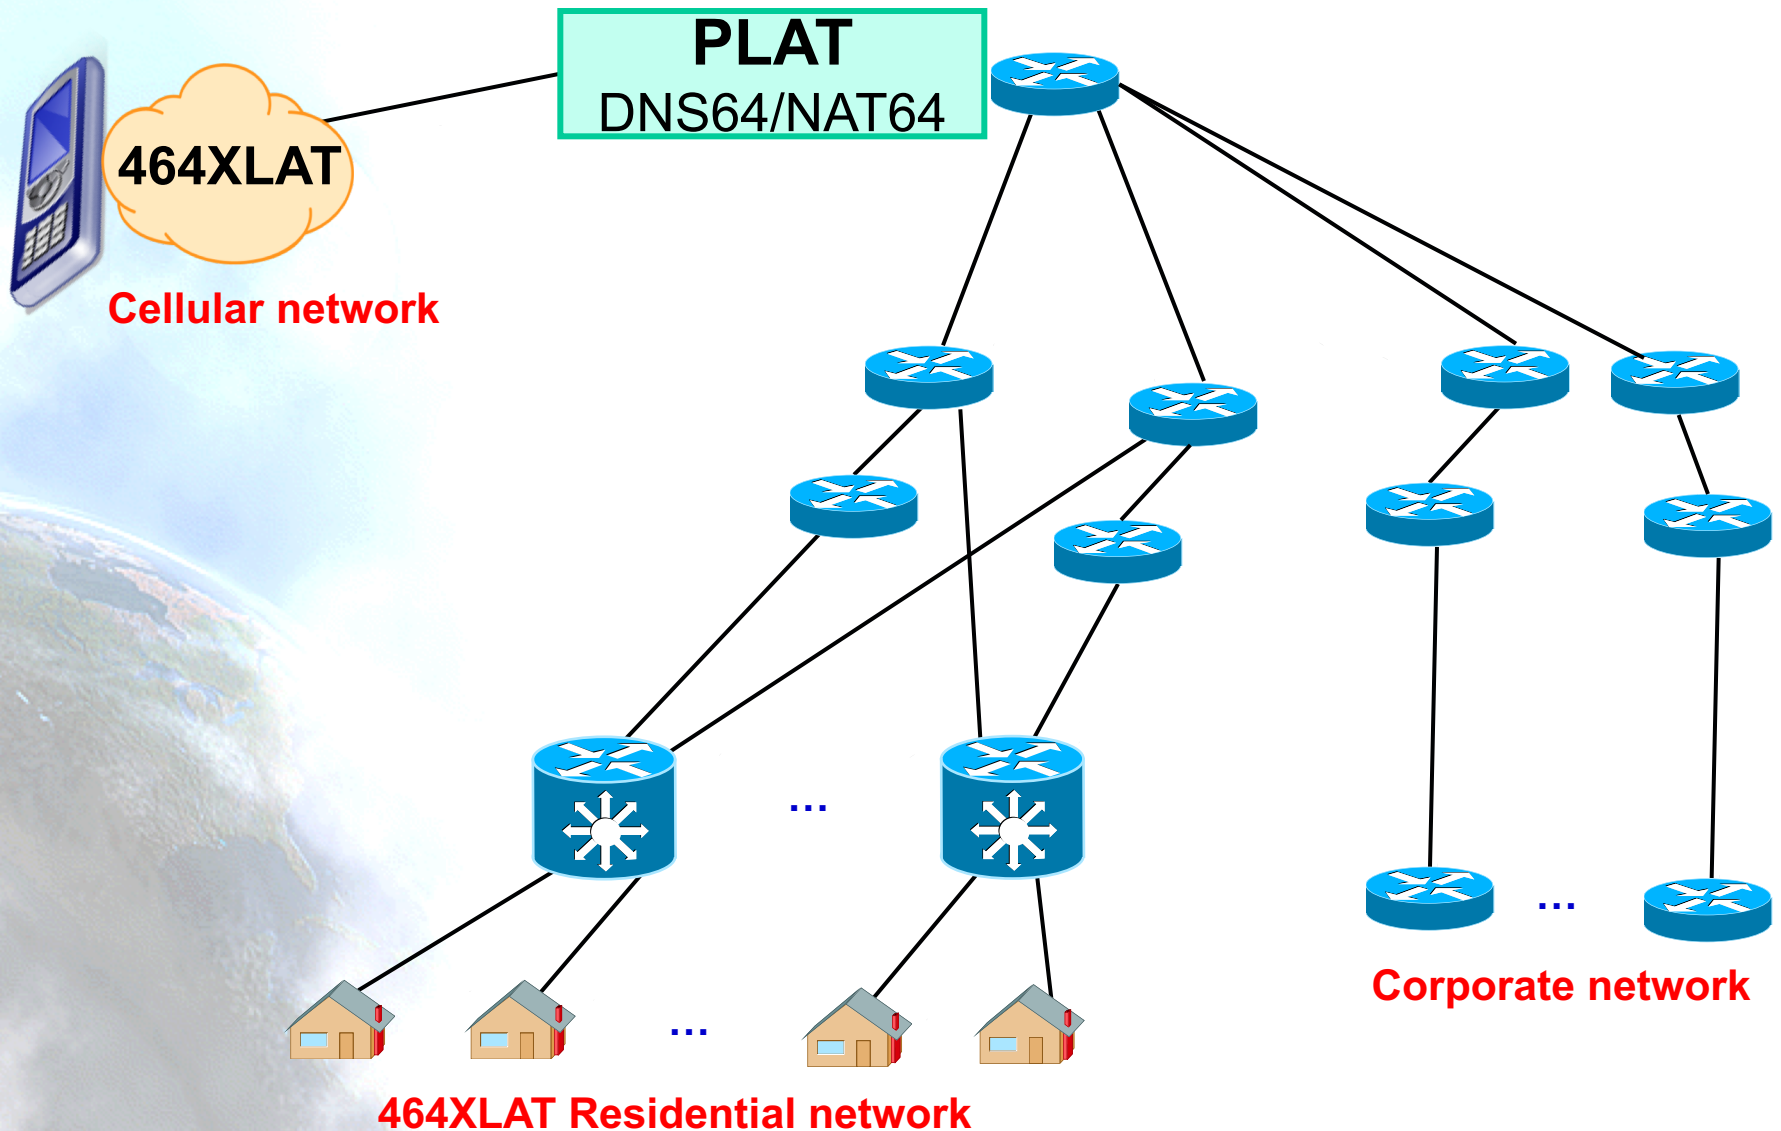 PLAT
DNS64/NAT64
464XLAT
Cellular network
...
...
Corporate network
...
464XLAT Residential network